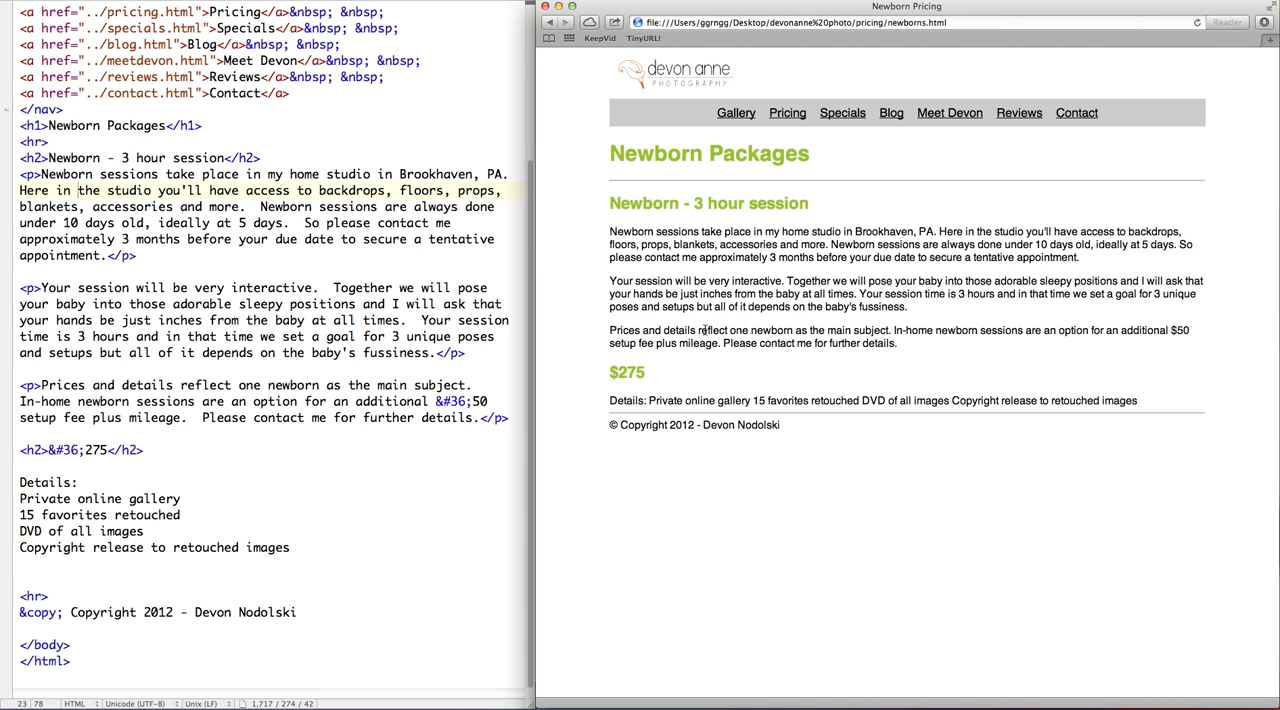 <a href="../pricing.html">Pricing</a>&nbsp; &nbsp;
<a href="../specials.html">Specials</a>&nbsp; &nbsp;
<a href="../blog.html">Blog</a>&nbsp; &nbsp;
<a href="../meetdevon.html">Meet Devon</a>&nbsp; &nbsp;
<a href="../reviews.html">Reviews</a>&nbsp; &nbsp;
<a href="../contact.html">Contact</a>
</nav>
<h1>Newborn Packages</h1>
<hr>
<h2>Newborn - 3 hour session</h2>
<p>Newborn sessions take place in my home studio in Brookhaven, PA.
Here in the studio you'll have access to backdrops, floors, props,
blankets, accessories and more.  Newborn sessions are always done
under 10 days old, ideally at 5 days.  So please contact me
approximately 3 months before your due date to secure a tentative
appointment.</p>
<p>Your session will be very interactive.  Together we will pose
your baby into those adorable sleepy positions and I will ask that
your hands be just inches from the baby at all times.  Your session
time is 3 hours and in that time we set a goal for 3 unique poses
and setups but all of it depends on the baby's fussiness.</p>
<p>Prices and details reflect one newborn as the main subject.
In-home newborn sessions are an option for an additional &#36;50
setup fee plus mileage.  Please contact me for further details.</p>
<h2>&#36;275</h2>
Details:
Private online gallery
15 favorites retouched
DVD of all images
Copyright release to retouched images
<hr>
&copy; Copyright 2012 - Devon Nodolski
</body>
</html>
23 78 HTML Unicode (UTF-8) Unix (LF) 1,717 / 274 / 42
Newborn Pricing
file:///Users/ggrngg/Desktop/devonanne%20photo/pricing/newborns.html
Reader
KeepVid TinyURL!
devon anne
PHOTOGRAPHY
Gallery Pricing Specials Blog Meet Devon Reviews Contact
Newborn Packages
Newborn - 3 hour session
Newborn sessions take place in my home studio in Brookhaven, PA. Here in the studio you'll have access to backdrops,
floors, props, blankets, accessories and more. Newborn sessions are always done under 10 days old, ideally at 5 days. So
please contact me approximately 3 months before your due date to secure a tentative appointment.
Your session will be very interactive. Together we will pose your baby into those adorable sleepy positions and I will ask that
your hands be just inches from the baby at all times. Your session time is 3 hours and in that time we set a goal for 3 unique
poses and setups but all of it depends on the baby's fussiness.
Prices and details reflect one newborn as the main subject. In-home newborn sessions are an option for an additional $50
setup fee plus mileage. Please contact me for further details.
$275
Details: Private online gallery 15 favorites retouched DVD of all images Copyright release to retouched images
© Copyright 2012 - Devon Nodolski